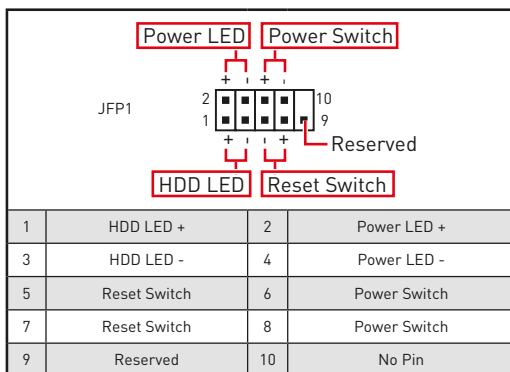 Power LED Power Switch
+ - + -
JFP1
2 10
1 9
+ - - +
Reserved
HDD LED Reset Switch
1 HDD LED + 2 Power LED +
3 HDD LED - 4 Power LED -
5 Reset Switch 6 Power Switch
7 Reset Switch 8 Power Switch
9 Reserved 10 No Pin